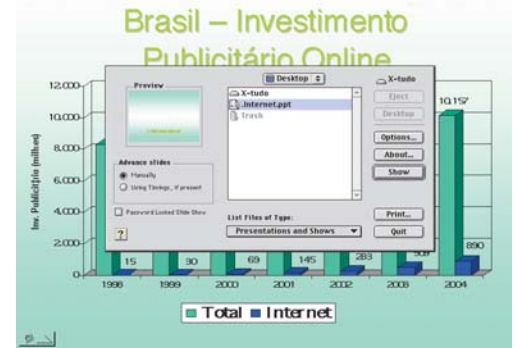 Brasil – Investimento
Publicitário Online
Inv. Publicitário (milhões)
12.000
10.000
8.000
6.000
4.000
2.000
0
Preview
Desktop
X-tudo
.internet.ppt
Trash
X-tudo
Eject
Desktop
Options...
About...
Show
Print...
Quit
Advance slides
Manually
Using Timings, if present
Password Locked Slide Show
?
List Files of Type:
Presentations and Shows
10.157
15
30
69
145
283
890
1998
1999
2000
2001
2002
2003
2004
Total
Internet